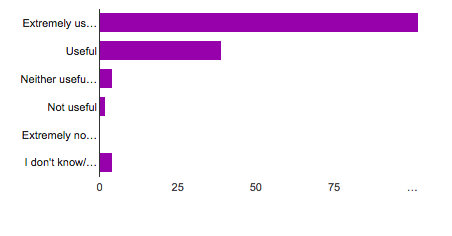 Extremely us…
Useful
Neither usefu…
Not useful
Extremely no…
I don't know/…
0 25 50 75 …